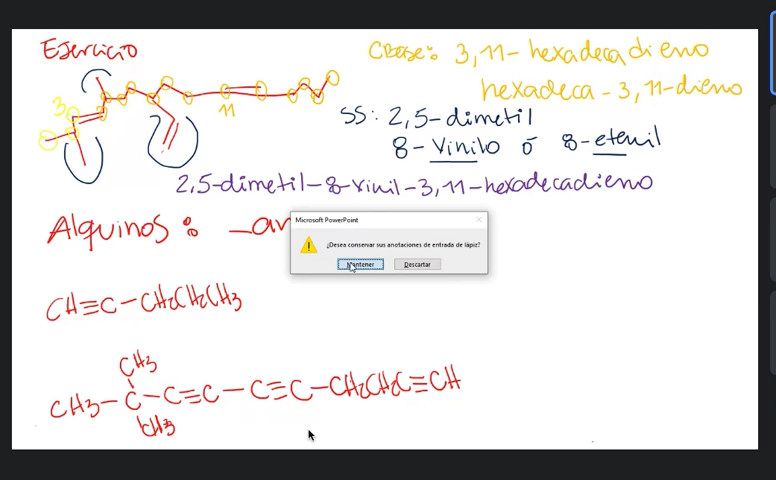 Ejercicio
CBase: 3,11-hexadecadieno
hexadeca-3,11-dieno
3
11
SS: 2,5-dimetil
8-vinilo ó 8-etenil
2,5-dimetil-8-vinil-3,11-hexadecadieno
Microsoft PowerPoint
Alquinos:
¿Desea conservar sus anotaciones de entrada de lápiz?
Mantener Descartar
CH≡C-CH2CH2CH3
CH3
CH3-C-C≡C-C≡C-CH2CH2C≡CH
CH3